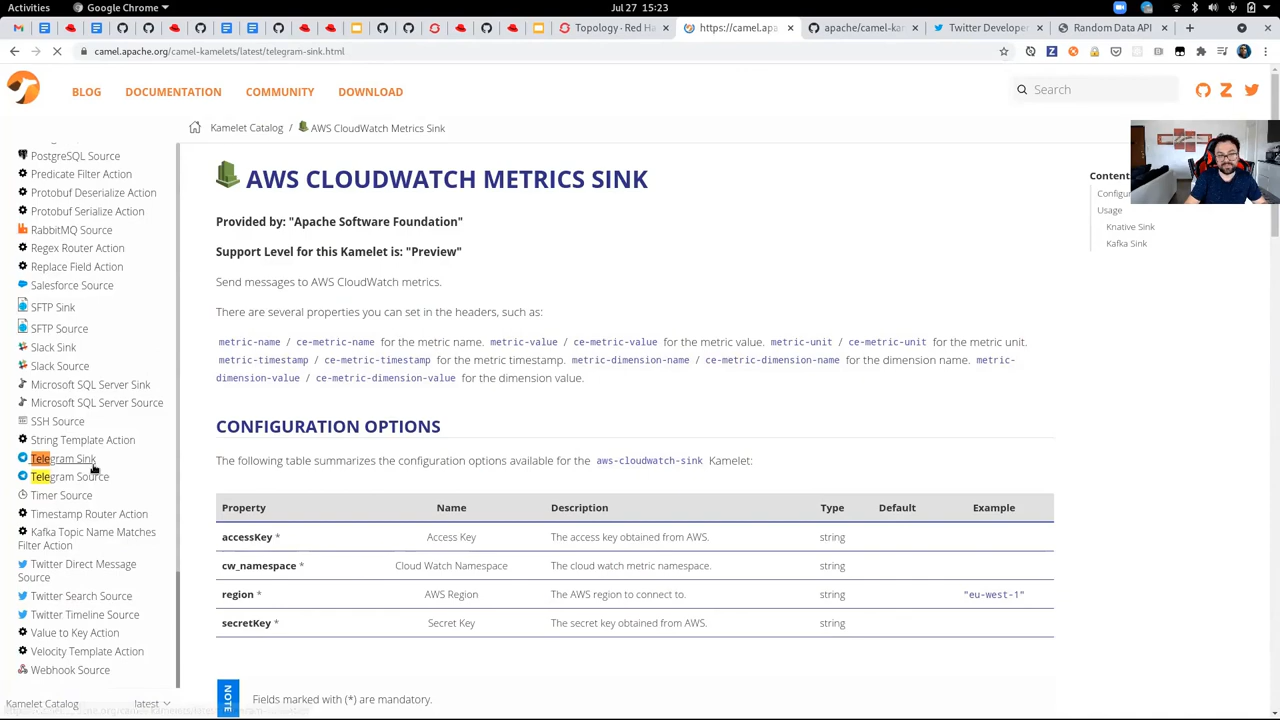 Activities
Google Chrome
Jul 27 15:23
Topology - Red Ha
https://camel.apa
apache/camel-ka
Twitter Develope
Random Data API
camel.apache.org/camel-kamelets/latest/telegram-sink.html
BLOG
DOCUMENTATION
COMMUNITY
DOWNLOAD
Search
Kamelet Catalog / AWS CloudWatch Metrics Sink
PostgreSQL Source
Predicate Filter Action
Protobuf Deserialize Action
Protobuf Serialize Action
RabbitMQ Source
Regex Router Action
Replace Field Action
Salesforce Source
SFTP Sink
SFTP Source
Slack Sink
Slack Source
Microsoft SQL Server Sink
Microsoft SQL Server Source
SSH Source
String Template Action
Telegram Sink
Telegram Source
Timer Source
Timestamp Router Action
Kafka Topic Name Matches
Filter Action
Twitter Direct Message
Source
Twitter Search Source
Twitter Timeline Source
Value to Key Action
Velocity Template Action
Webhook Source
Kamelet Catalog
latest
AWS CLOUDWATCH METRICS SINK
Provided by: "Apache Software Foundation"
Support Level for this Kamelet is: "Preview"
Send messages to AWS CloudWatch metrics.
There are several properties you can set in the headers, such as:
metric-name / ce-metric-name for the metric name. metric-value / ce-metric-value for the metric value. metric-unit / ce-metric-unit for the metric unit.
metric-timestamp / ce-metric-timestamp for the metric timestamp. metric-dimension-name / ce-metric-dimension-name for the dimension name. metric-
dimension-value / ce-metric-dimension-value for the dimension value.
CONFIGURATION OPTIONS
The following table summarizes the configuration options available for the aws-cloudwatch-sink Kamelet:
Property Name Description Type Default Example
accessKey * Access Key The access key obtained from AWS. string
cw_namespace * Cloud Watch Namespace The cloud watch metric namespace. string
region * AWS Region The AWS region to connect to. string "eu-west-1"
secretKey * Secret Key The secret key obtained from AWS. string
NOTE
Fields marked with (*) are mandatory.
Content
Configur
Usage
Knative Sink
Kafka Sink